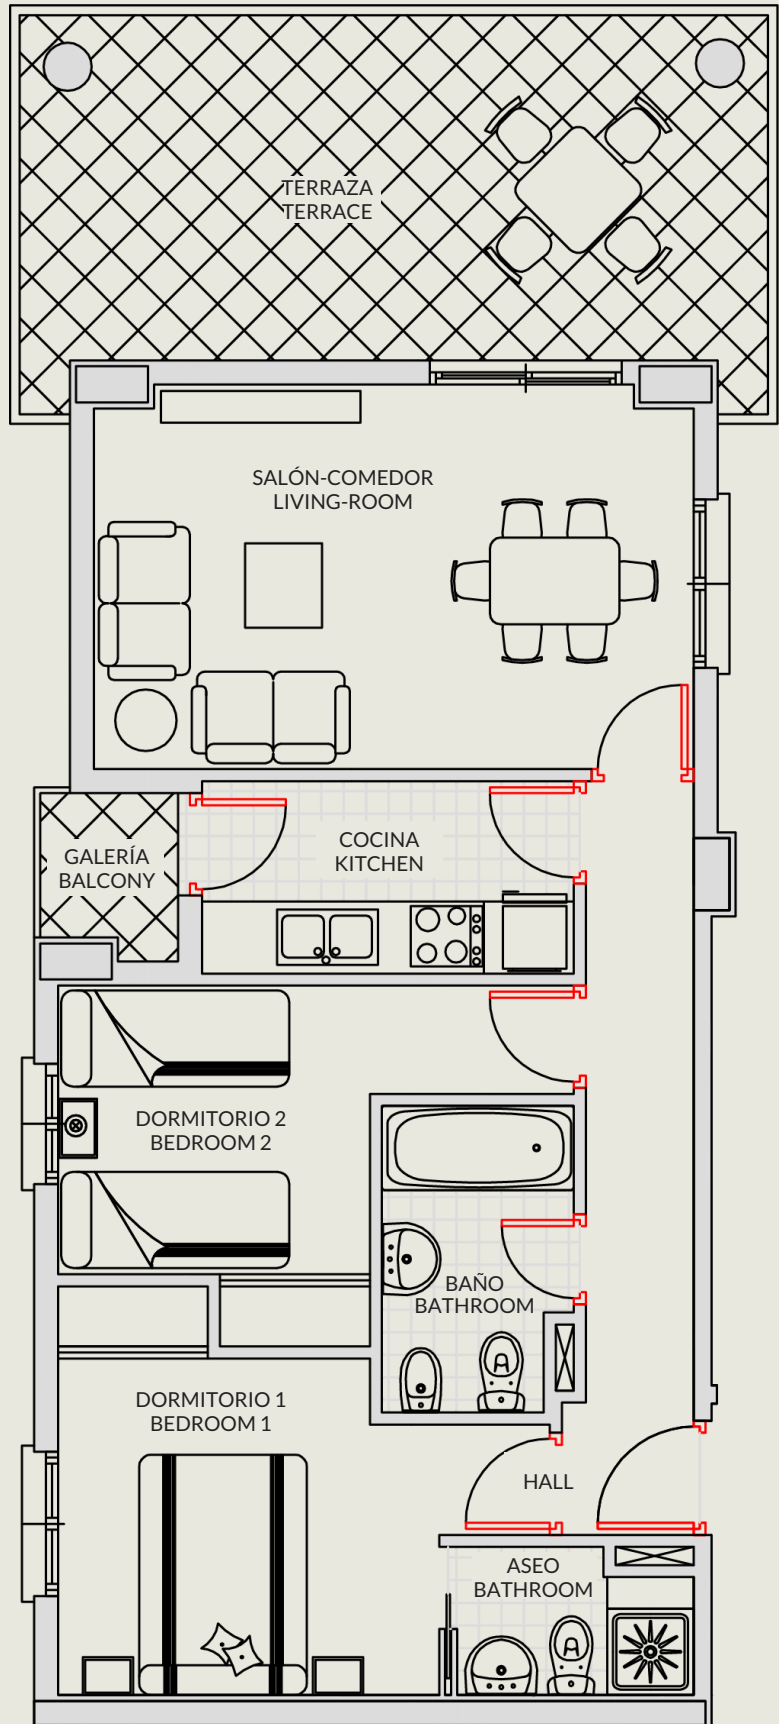 TERRAZA
TERRACE
SALÓN-COMEDOR
LIVING-ROOM
COCINA
KITCHEN
GALERÍA
BALCONY
DORMITORIO 2
BEDROOM 2
BAÑO
BATHROOM
DORMITORIO 1
BEDROOM 1
HALL
ASEO
BATHROOM